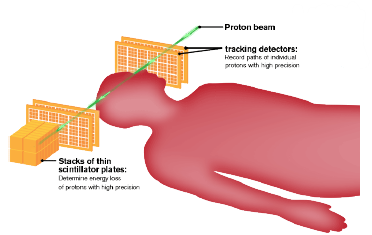 Proton beam
tracking detectors:
Record paths of individual
protons with high precision
Stacks of thin
scintillator plates:
Determine energy loss
of protons with high precision